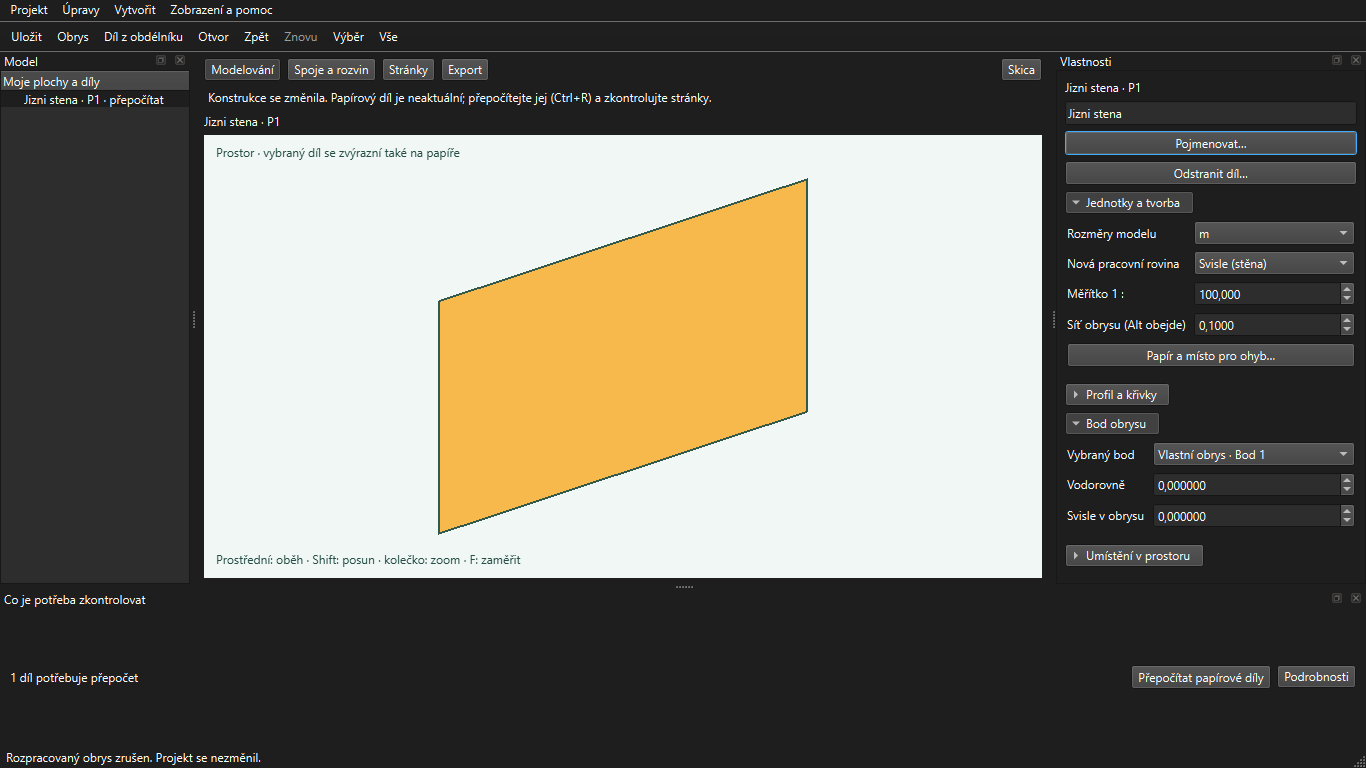 Projekt Úpravy Vytvořit Zobrazení a pomoc
Uložit Obrys Díl z obdélníku Otvor Zpět Znovu Výběr Vše
Model
Moje plochy a díly
Jizni stena · P1 · přepočítat
Modelování Spoje a rozvin Stránky Export Skica
Konstrukce se změnila. Papírový díl je neaktuální; přepočítejte jej (Ctrl+R) a zkontrolujte stránky.
Jizni stena · P1
Prostor · vybraný díl se zvýrazní také na papíře
Prostřední: oběh · Shift: posun · kolečko: zoom · F: zaměřit
Vlastnosti
Jizni stena · P1
Jizni stena
Pojmenovat...
Odstranit díl...
Jednotky a tvorba
Rozměry modelu m
Nová pracovní rovina Svisle (stěna)
Měřítko 1 : 100,000
Síť obrysu (Alt obejde) 0,1000
Papír a místo pro ohyb...
Profil a křivky
Bod obrysu
Vybraný bod Vlastní obrys · Bod 1
Vodorovně 0,000000
Svisle v obrysu 0,000000
Umístění v prostoru
Co je potřeba zkontrolovat
1 díl potřebuje přepočet
Přepočítat papírové díly Podrobnosti
Rozpracovaný obrys zrušen. Projekt se nezměnil.